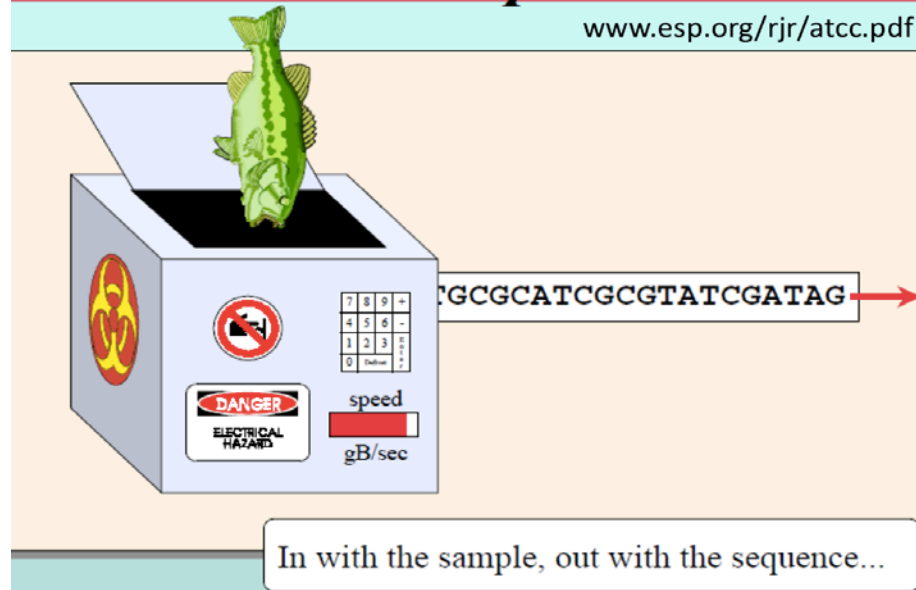 www.esp.org/rjr/atcc.pdf
TGCGCATCGCGTATCGATAG
7 8 9 +
4 5 6 -
1 2 3
0 Enter
DANGER
ELECTRICAL
HAZARD
speed
gB/sec
In with the sample, out with the sequence...